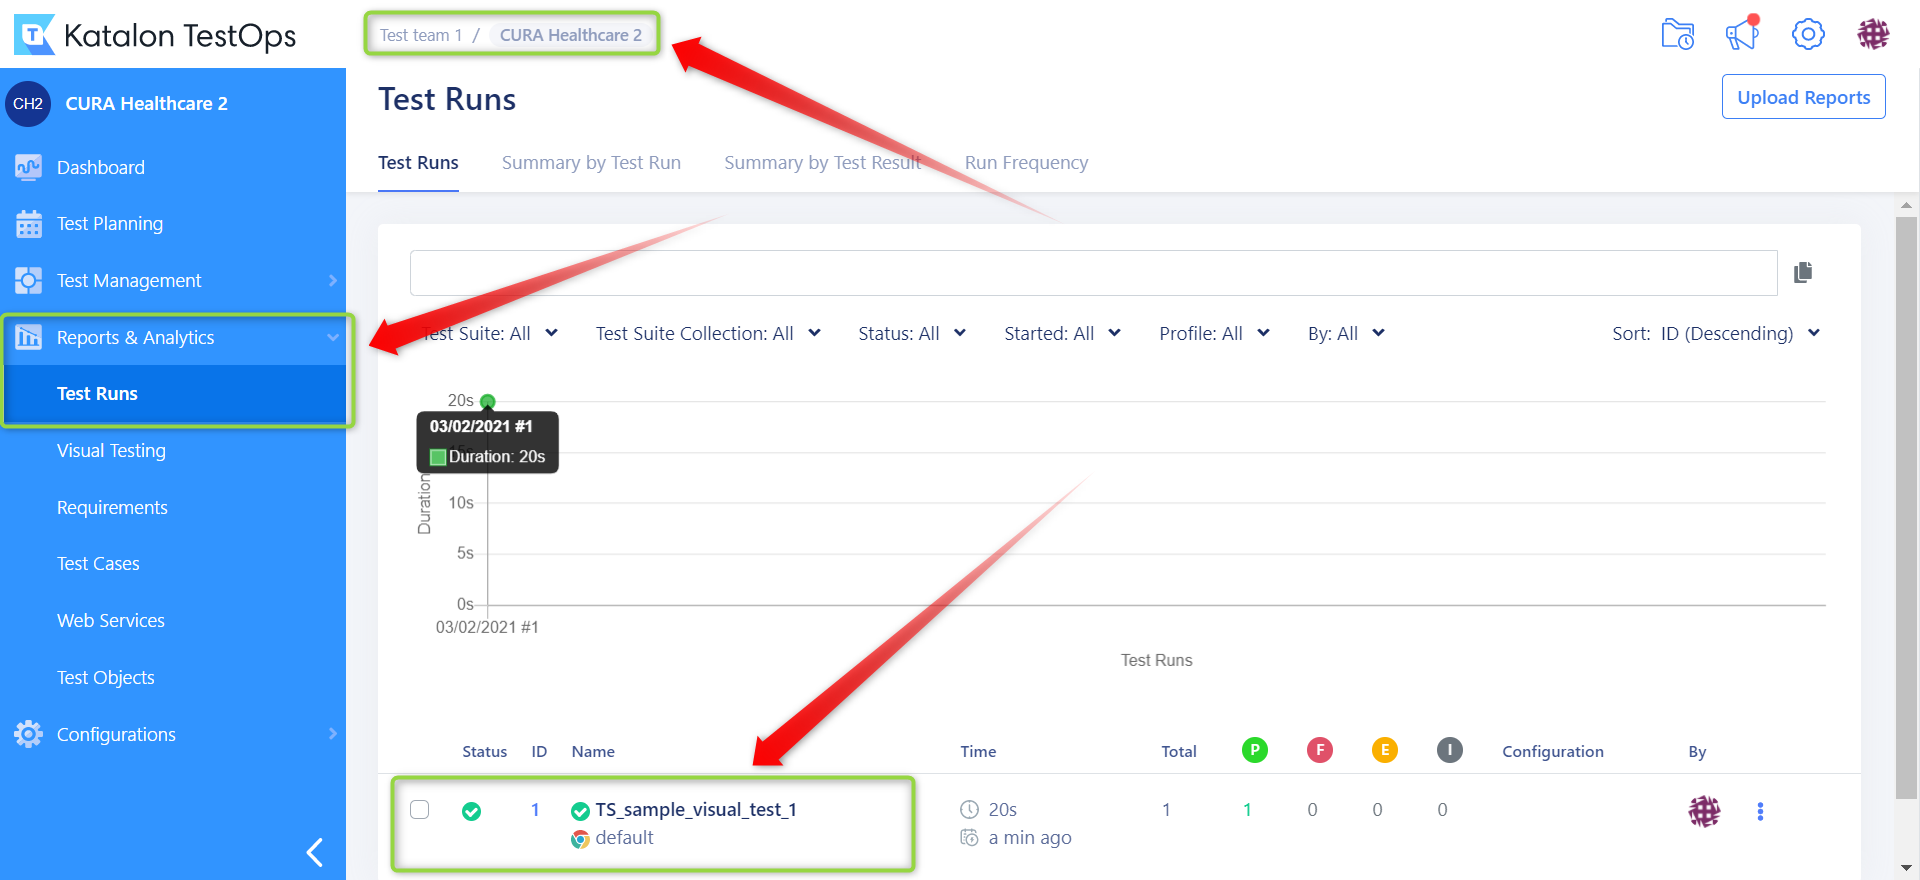 Katalon TestOps
Test team 1 / CURA Healthcare 2
CH2 CURA Healthcare 2
Dashboard
Test Planning
Test Management
Reports & Analytics
Test Runs
Visual Testing
Requirements
Test Cases
Web Services
Test Objects
Configurations
Test Runs
Upload Reports
Test Runs Summary by Test Run Summary by Test Result Run Frequency
Test Suite: All Test Suite Collection: All Status: All Started: All Profile: All By: All Sort: ID (Descending)
20s
03/02/2021 #1
Duration: 20s
Duration
10s
5s
0s
03/02/2021 #1
Test Runs
Status ID Name Time Total P F E I Configuration By
1 TS_sample_visual_test_1 20s 1 1 0 0 0
default a min ago